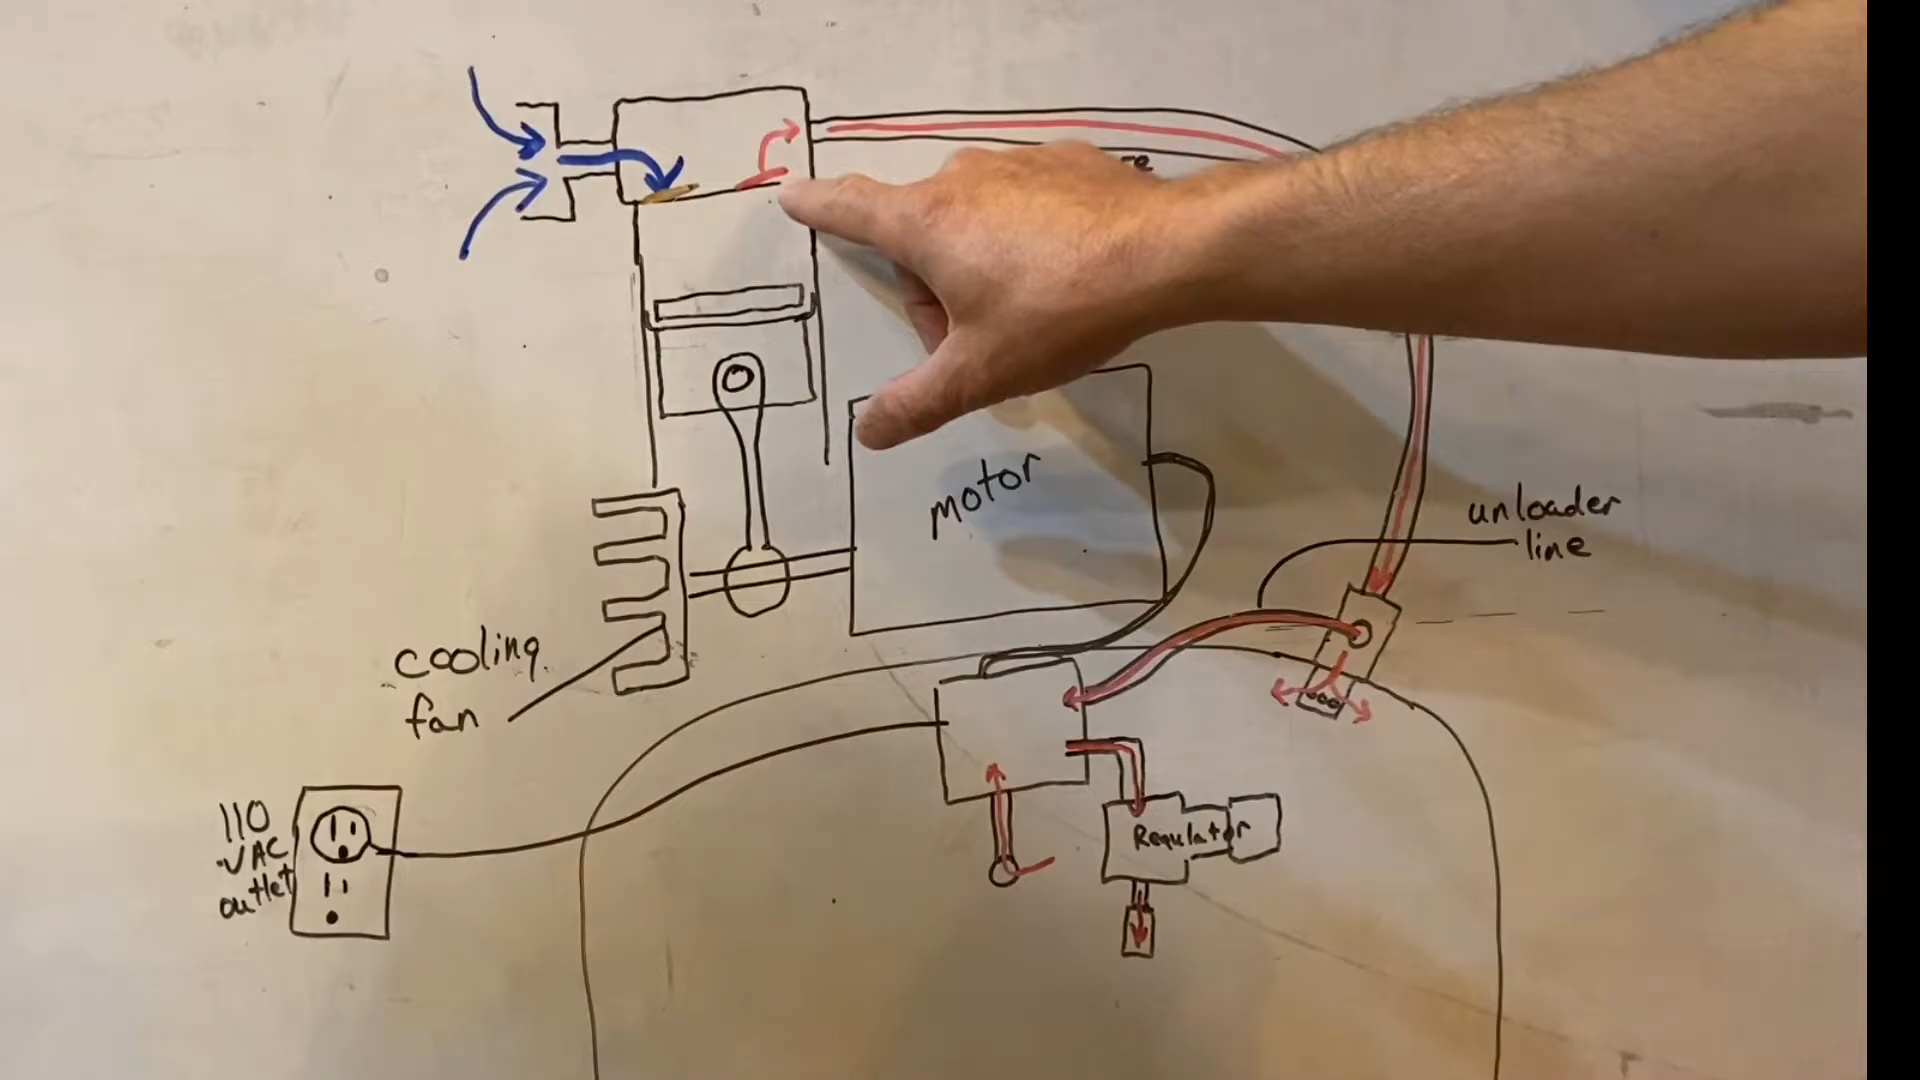 motor
unloader
line
cooling
fan
Regulator
110
VAC
outlet